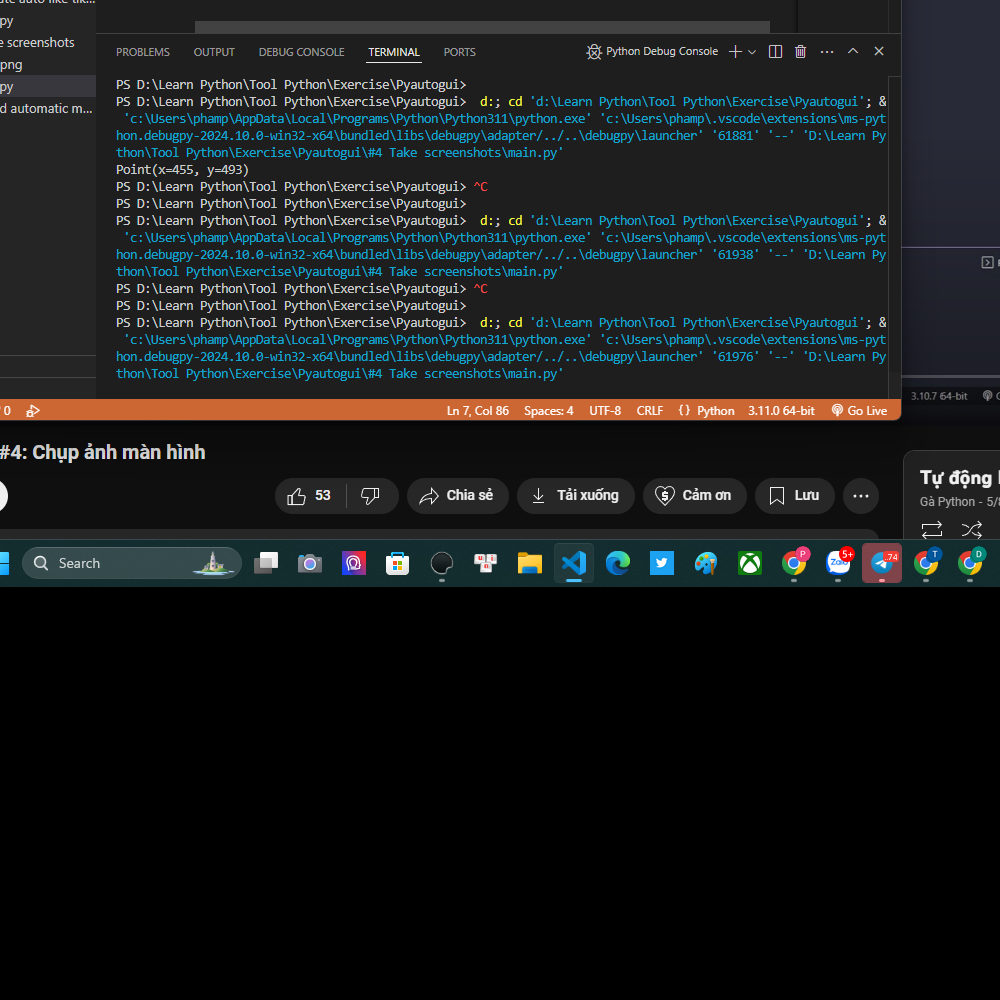 py
e screenshots
png
py
d automatic m...
PROBLEMS OUTPUT DEBUG CONSOLE TERMINAL PORTS Python Debug Console
PS D:\Learn Python\Tool Python\Exercise\Pyautogui>
PS D:\Learn Python\Tool Python\Exercise\Pyautogui>  d:; cd 'd:\Learn Python\Tool Python\Exercise\Pyautogui'; &
 'c:\Users\phamp\AppData\Local\Programs\Python\Python311\python.exe' 'c:\Users\phamp\.vscode\extensions\ms-pyt
hon.debugpy-2024.10.0-win32-x64\bundled\libs\debugpy\adapter/../..\debugpy\launcher' '61881' '--' 'D:\Learn Py
thon\Tool Python\Exercise\Pyautogui\#4 Take screenshots\main.py'
Point(x=455, y=493)
PS D:\Learn Python\Tool Python\Exercise\Pyautogui> ^C
PS D:\Learn Python\Tool Python\Exercise\Pyautogui>
PS D:\Learn Python\Tool Python\Exercise\Pyautogui>  d:; cd 'd:\Learn Python\Tool Python\Exercise\Pyautogui'; &
 'c:\Users\phamp\AppData\Local\Programs\Python\Python311\python.exe' 'c:\Users\phamp\.vscode\extensions\ms-pyt
hon.debugpy-2024.10.0-win32-x64\bundled\libs\debugpy\adapter/../..\debugpy\launcher' '61938' '--' 'D:\Learn Py
thon\Tool Python\Exercise\Pyautogui\#4 Take screenshots\main.py'
PS D:\Learn Python\Tool Python\Exercise\Pyautogui> ^C
PS D:\Learn Python\Tool Python\Exercise\Pyautogui>
PS D:\Learn Python\Tool Python\Exercise\Pyautogui>  d:; cd 'd:\Learn Python\Tool Python\Exercise\Pyautogui'; &
 'c:\Users\phamp\AppData\Local\Programs\Python\Python311\python.exe' 'c:\Users\phamp\.vscode\extensions\ms-pyt
hon.debugpy-2024.10.0-win32-x64\bundled\libs\debugpy\adapter/../..\debugpy\launcher' '61976' '--' 'D:\Learn Py
thon\Tool Python\Exercise\Pyautogui\#4 Take screenshots\main.py'
3.10.7 64-bit
0 Ln 7, Col 86 Spaces: 4 UTF-8 CRLF {} Python 3.11.0 64-bit Go Live
#4: Chụp ảnh màn hình
Tự động
53 Chia sẻ Tải xuống Cảm ơn Lưu ...
Gà Python - 5/
Search
P 5+ Zalo 74 T D